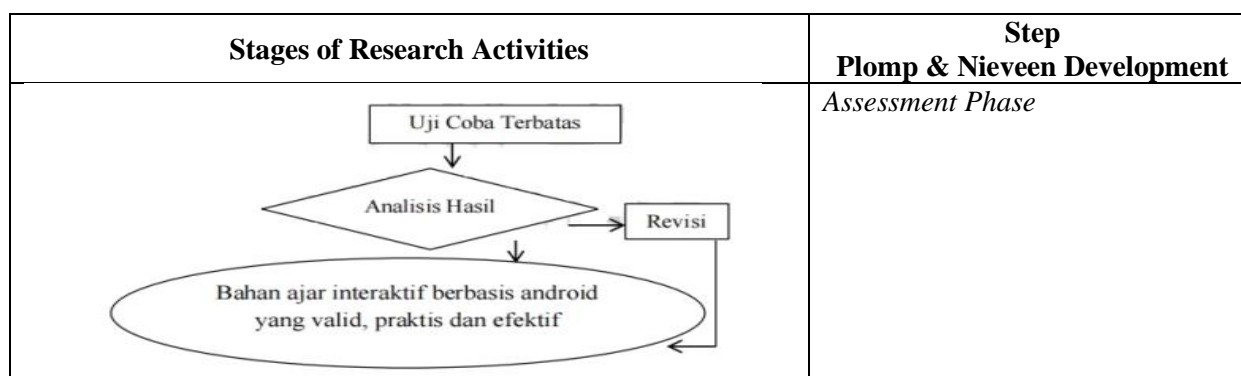 Stages of Research Activities
Step
Plomp & Nieveen Development
Assessment Phase
Uji Coba Terbatas
Analisis Hasil
Revisi
Bahan ajar interaktif berbasis android
yang valid, praktis dan efektif